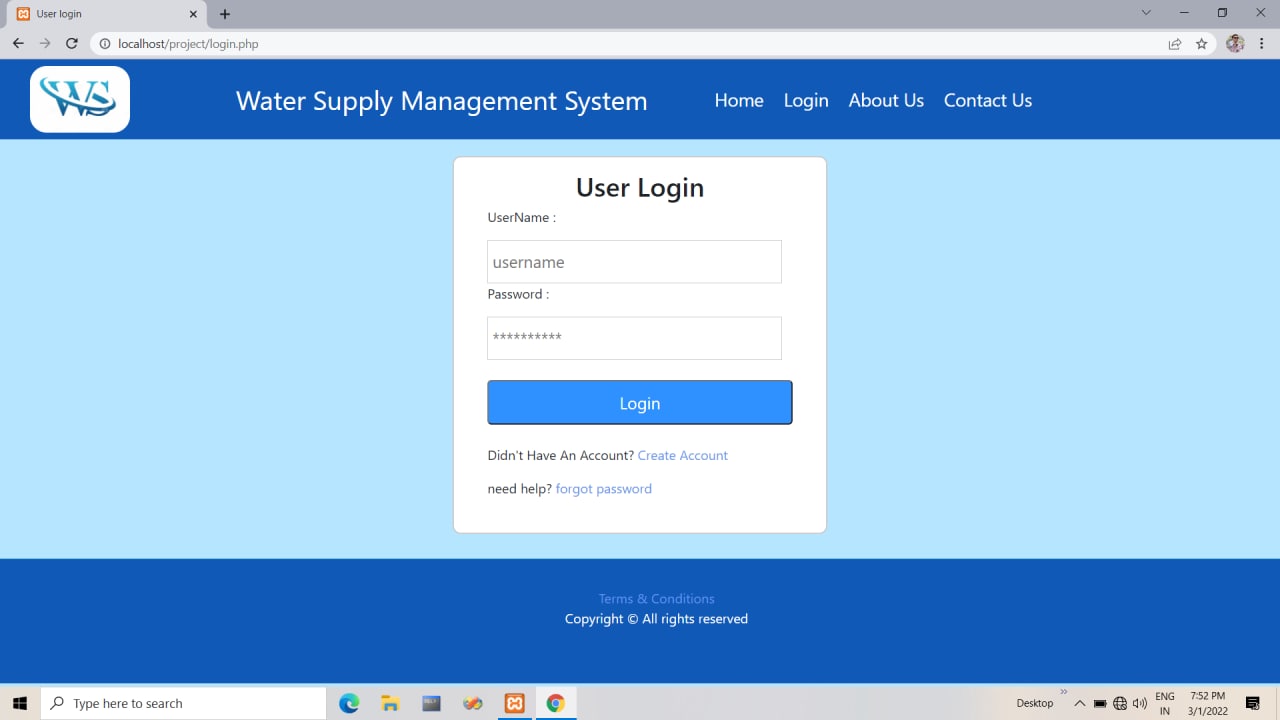 User login
localhost/project/login.php
WS
Water Supply Management System
Home Login About Us Contact Us
User Login
UserName :
username
Password :
**********
Login
Didn't Have An Account? Create Account
need help? forgot password
Terms & Conditions
Copyright © All rights reserved
Type here to search
Desktop
ENG
IN
7:52 PM
3/1/2022